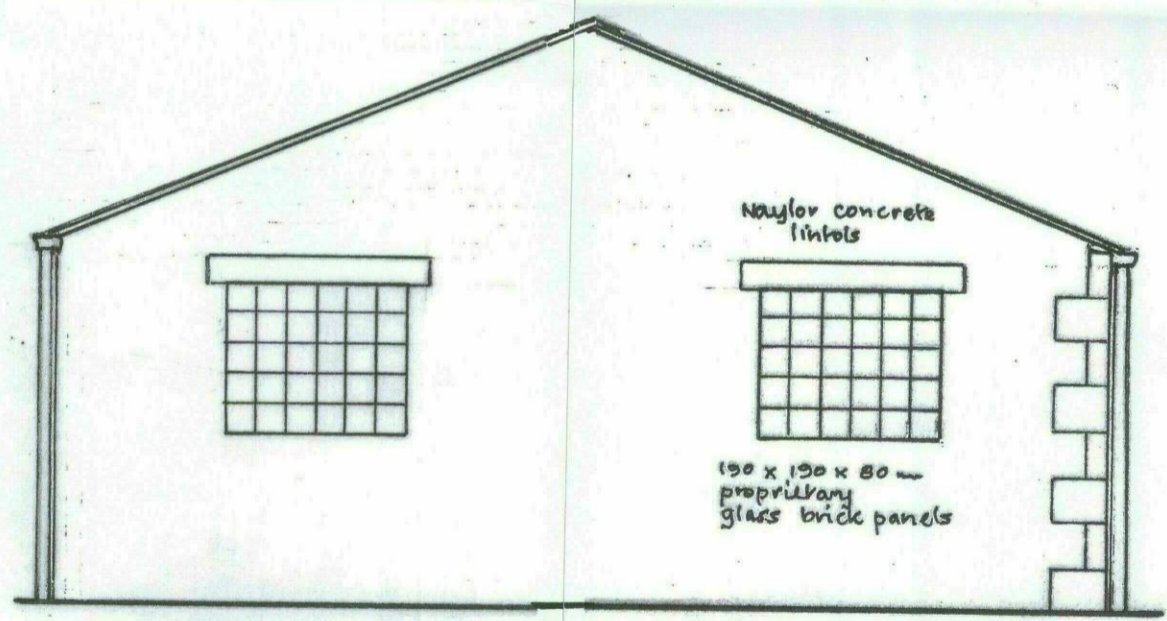 Naylor concrete
lintols
190 x 190 x 80 mm
proprietary
glass brick panels